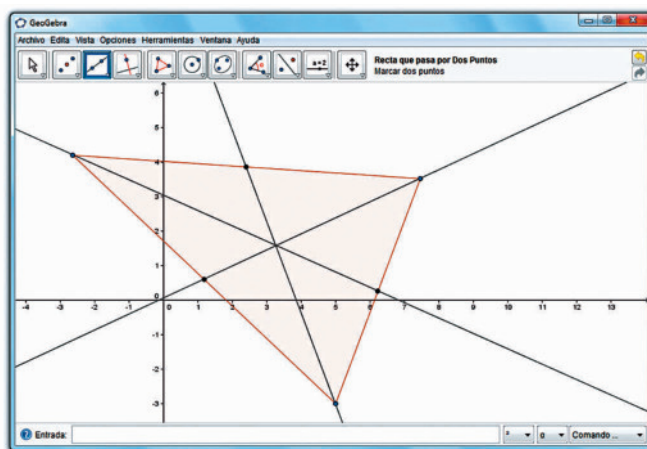 GeoGebra
Archivo Edita Vista Opciones Herramientas Ventana Ayuda
a=2
Recta que pasa por Dos Puntos
Marcar dos puntos
6
5
4
3
2
1
0
-4 -3 -2 -1 0 1 2 3 4 5 6 7 8 9 10 11 12 13
-1
-2
-3
Entrada:
α
Comando ...